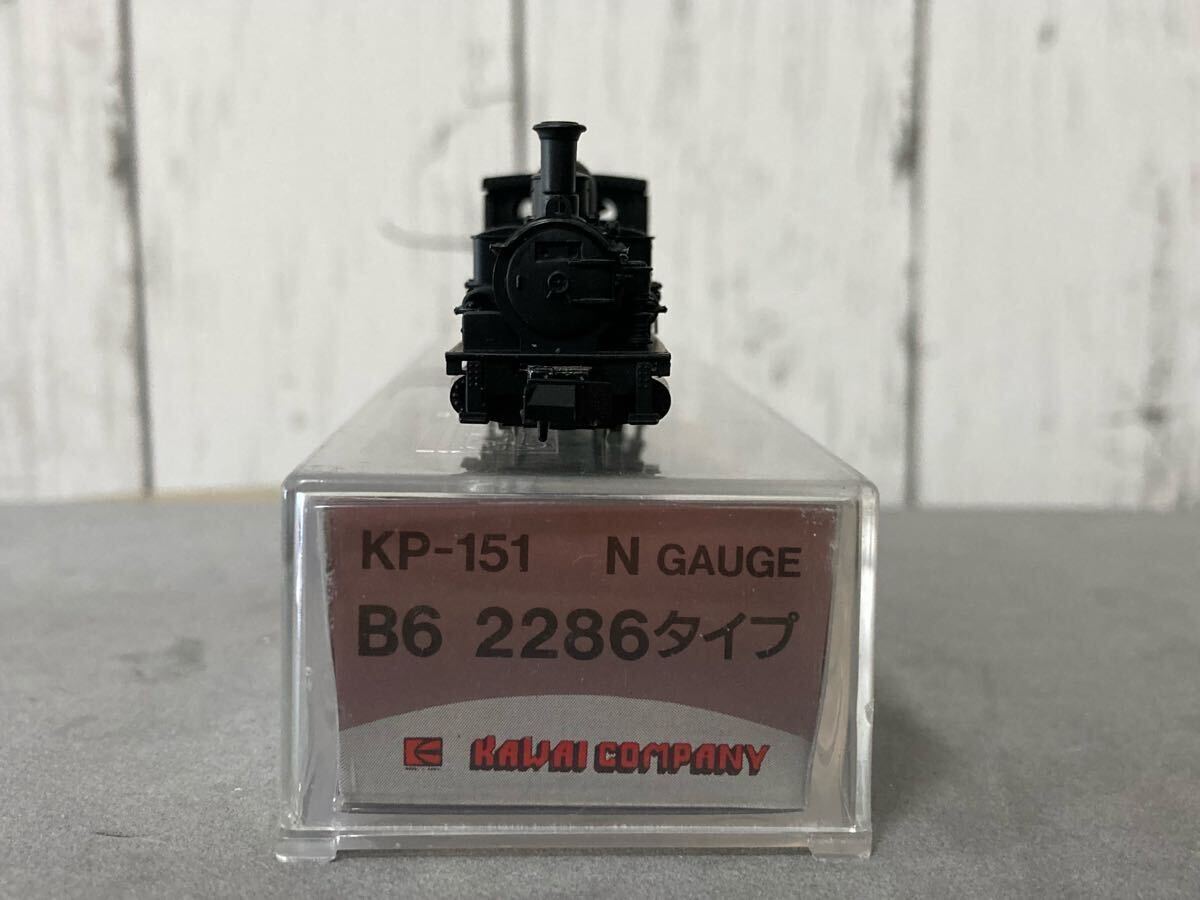 KP-151 N GAUGE
B6 2286タイプ
KAWAI COMPANY